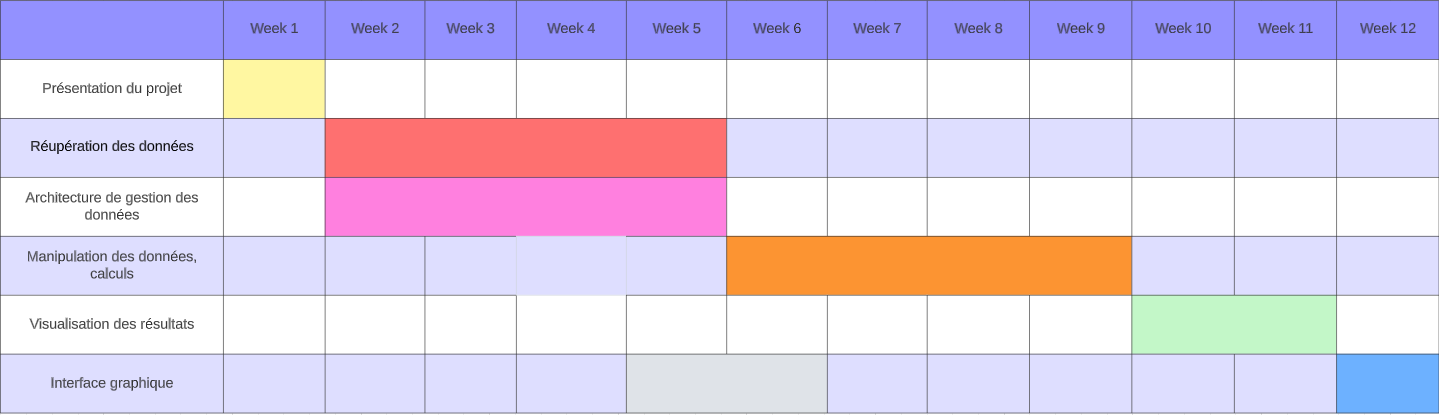 Week 1 Week 2 Week 3 Week 4 Week 5 Week 6 Week 7 Week 8 Week 9 Week 10 Week 11 Week 12
Présentation du projet
Réupération des données
Architecture de gestion des
données
Manipulation des données,
calculs
Visualisation des résultats
Interface graphique